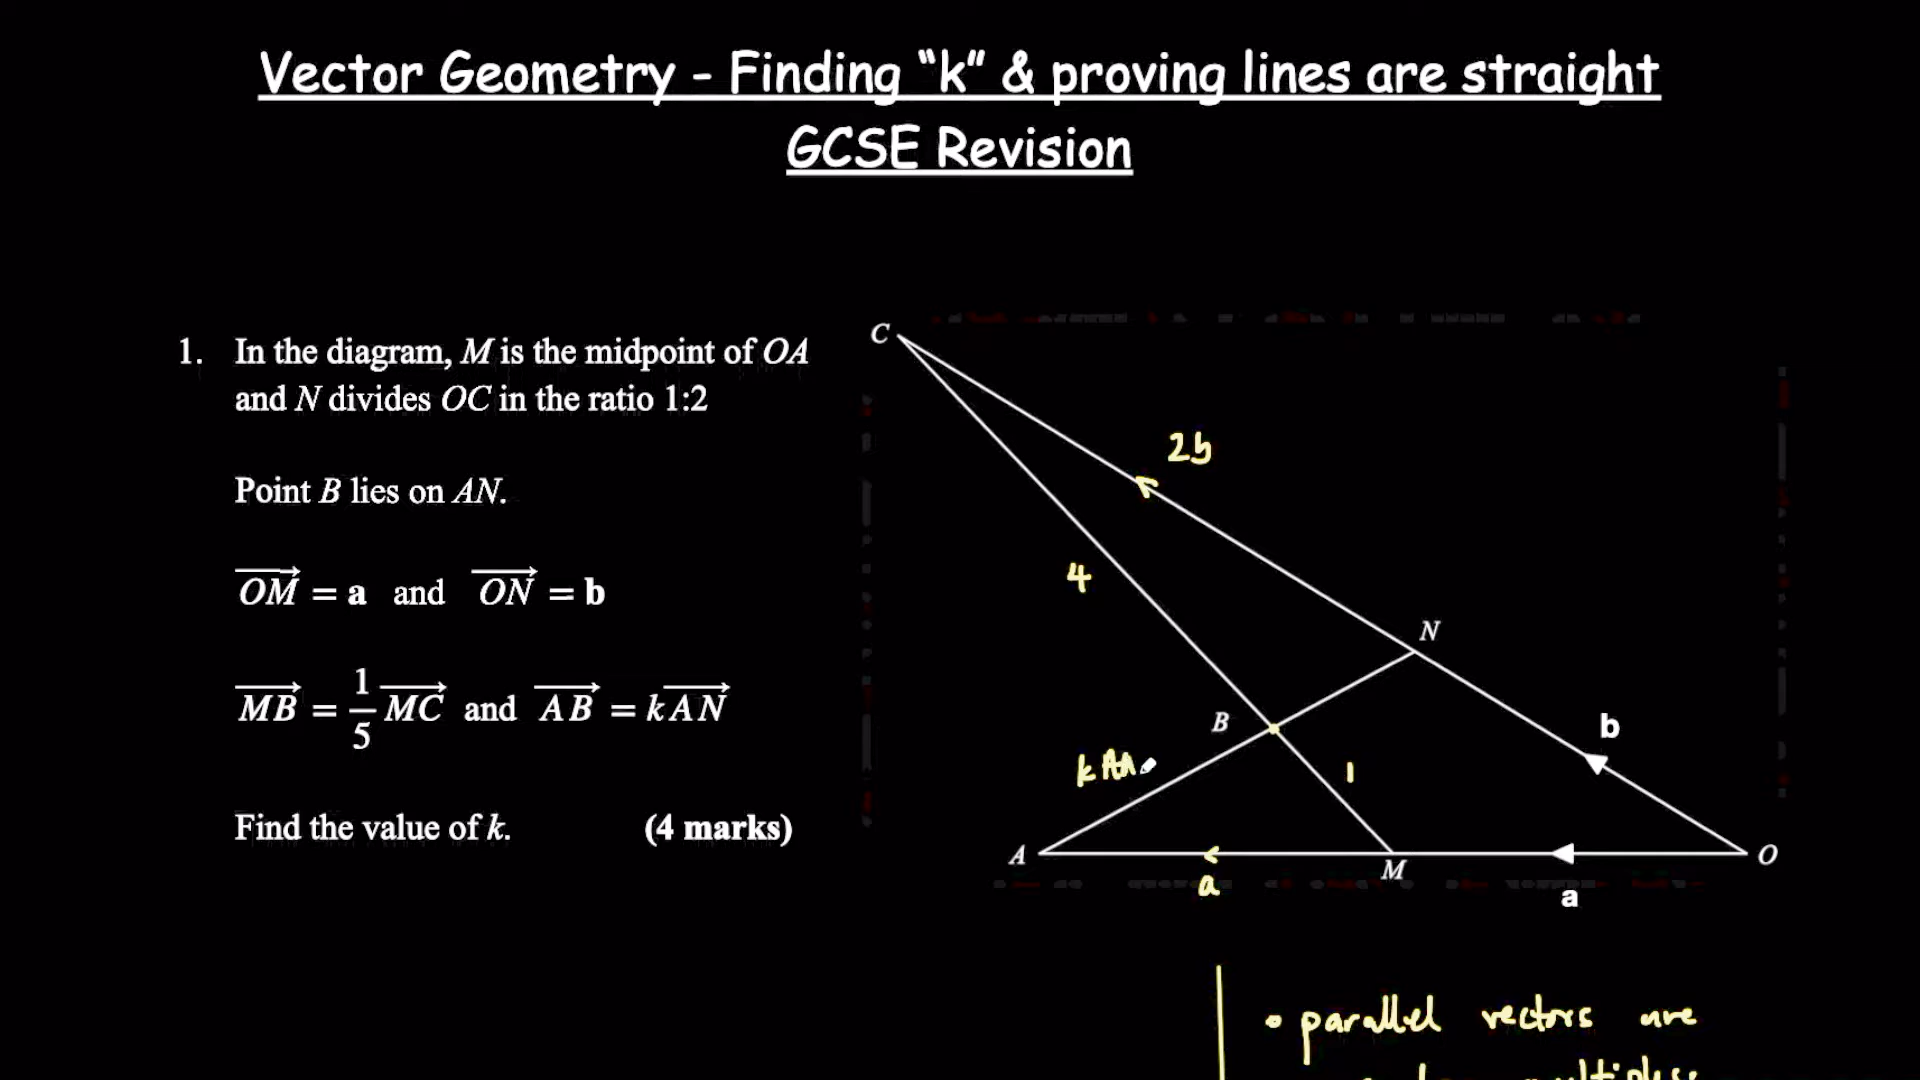 Vector Geometry - Finding “k” & proving lines are straight
GCSE Revision
1. In the diagram, M is the midpoint of OA
and N divides OC in the ratio 1:2
Point B lies on AN.
OM = a and ON = b
MB = 1/5 MC and AB = kAN
Find the value of k. (4 marks)
C
2b
4
N
B
b
kAN
1
A
M
O
a
a
• parallel vectors are